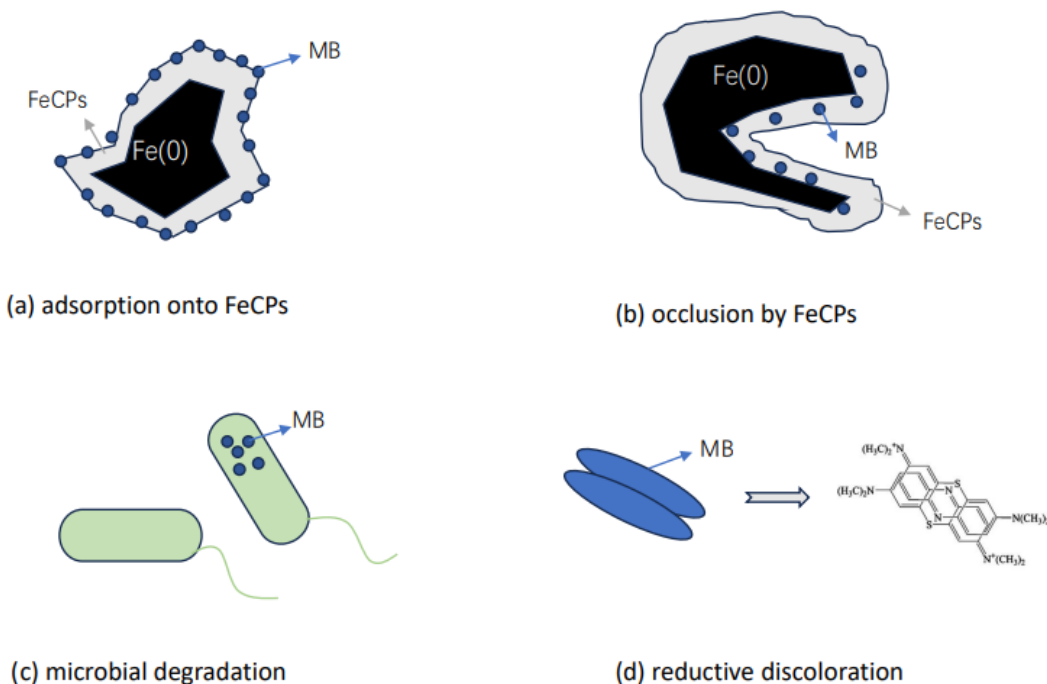 MB
FeCPs
Fe(0)
(a) adsorption onto FeCPs
Fe(0)
MB
FeCPs
(b) occlusion by FeCPs
MB
(c) microbial degradation
MB
(H₃C)₂⁺N
(H₃C)₂N
S
N
N
S
N(CH₃)₂
N⁺(CH₃)₂
(d) reductive discoloration